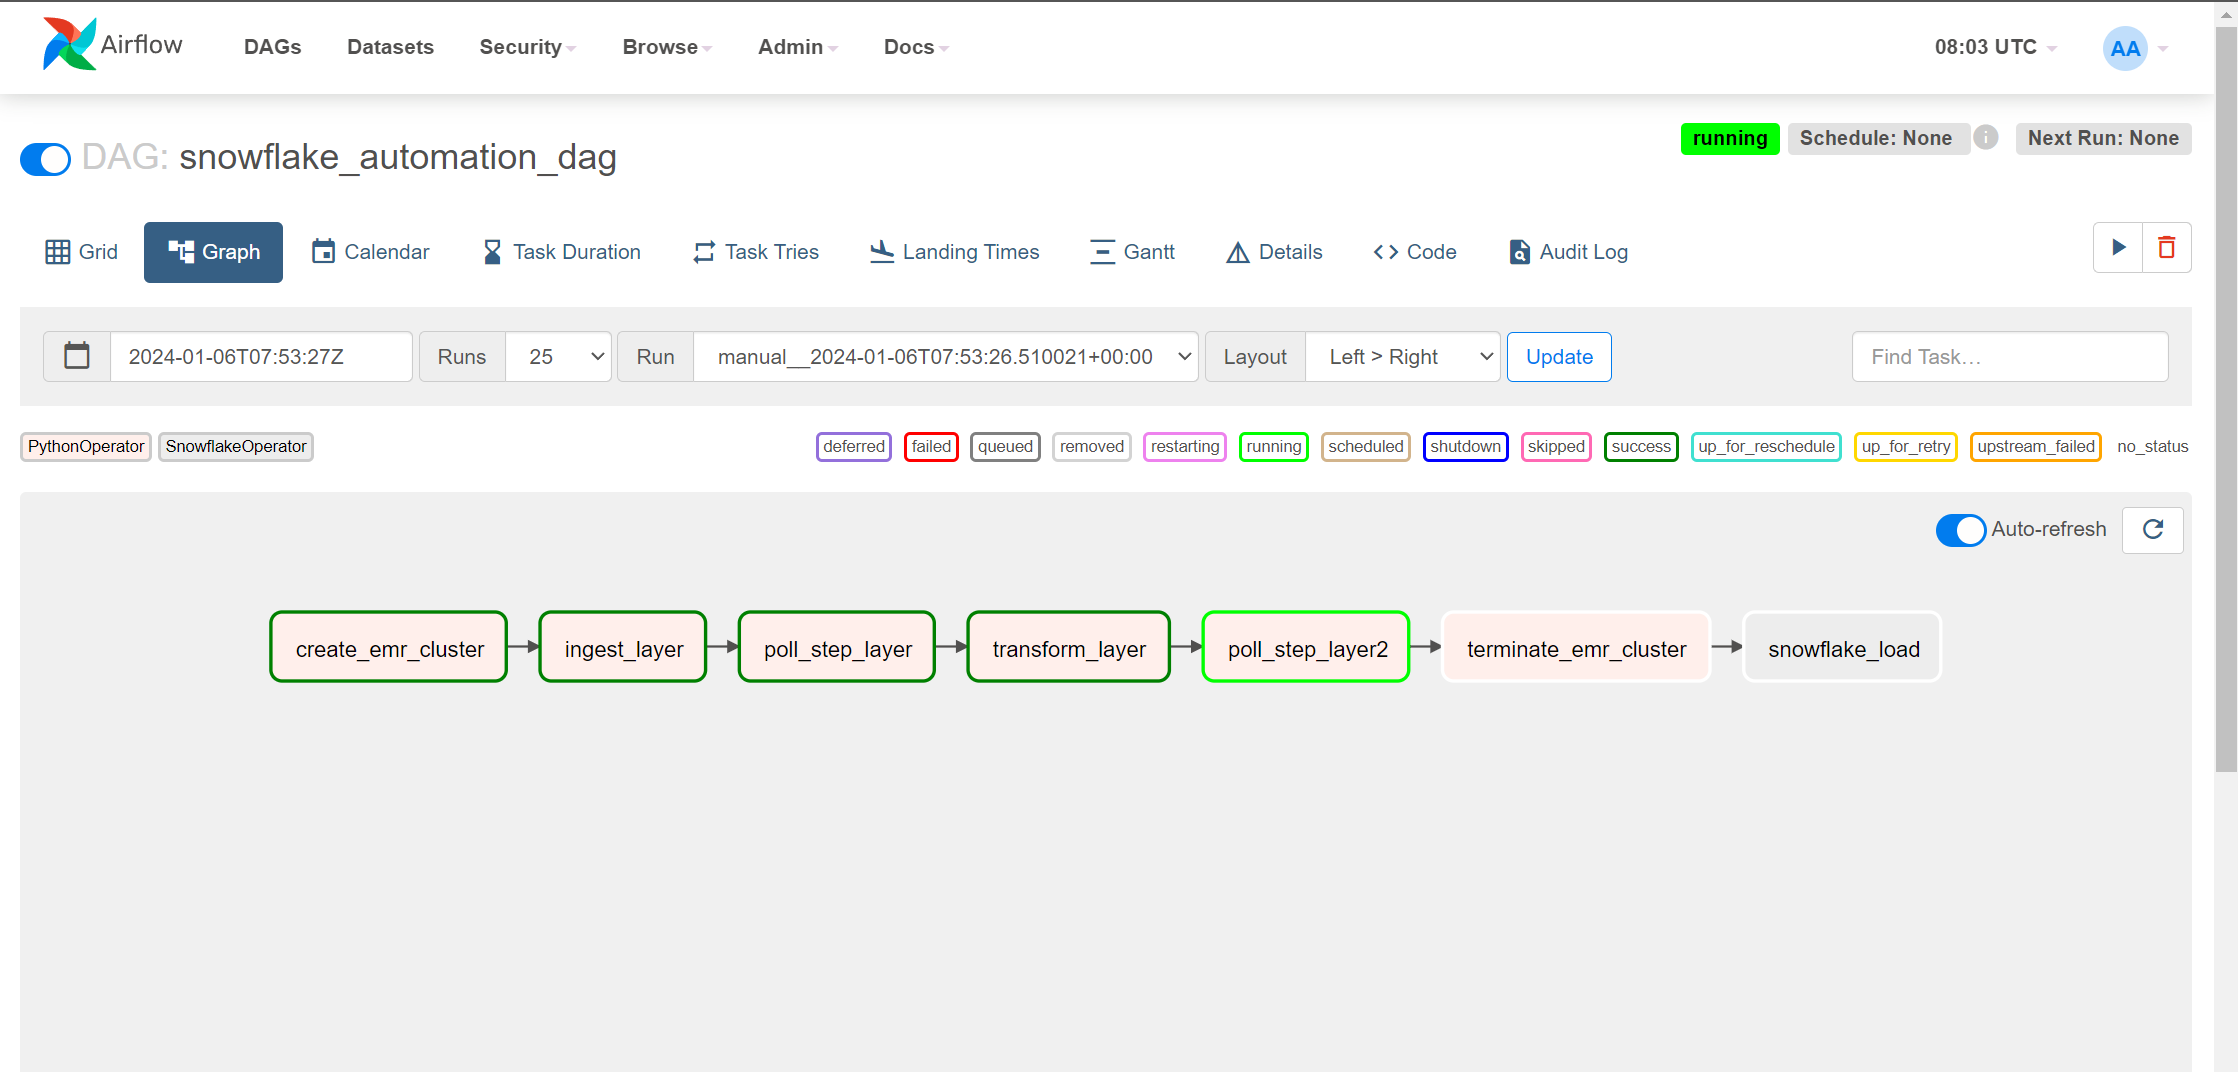 Airflow DAGs Datasets Security Browse Admin Docs 08:03 UTC AA
running Schedule: None i Next Run: None
DAG: snowflake_automation_dag
Grid Graph Calendar Task Duration Task Tries Landing Times Gantt Details Code Audit Log
2024-01-06T07:53:27Z Runs 25 Run manual__2024-01-06T07:53:26.510021+00:00 Layout Left > Right Update Find Task…
PythonOperator SnowflakeOperator deferred failed queued removed restarting running scheduled shutdown skipped success up_for_reschedule up_for_retry upstream_failed no_status
Auto-refresh
create_emr_cluster ingest_layer poll_step_layer transform_layer poll_step_layer2 terminate_emr_cluster snowflake_load